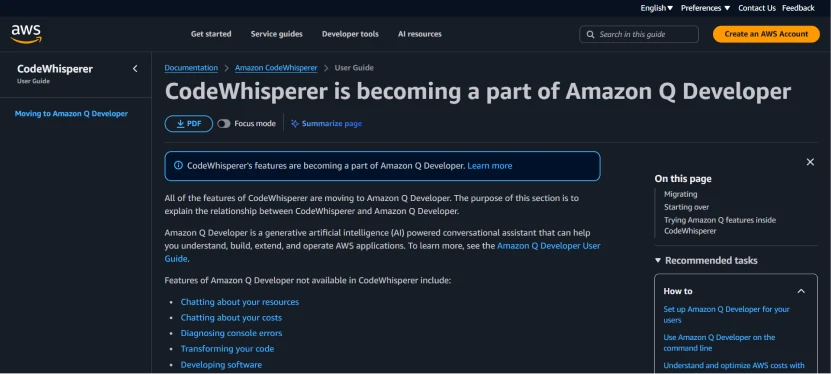 English▼ Preferences ▼ Contact Us Feedback
aws
Get started Service guides Developer tools AI resources
Search in this guide
Create an AWS Account
CodeWhisperer
User Guide
Moving to Amazon Q Developer
Documentation > Amazon CodeWhisperer > User Guide
CodeWhisperer is becoming a part of Amazon Q Developer
PDF Focus mode Summarize page
CodeWhisperer's features are becoming a part of Amazon Q Developer. Learn more
All of the features of CodeWhisperer are moving to Amazon Q Developer. The purpose of this section is to
explain the relationship between CodeWhisperer and Amazon Q Developer.
Amazon Q Developer is a generative artificial intelligence (AI) powered conversational assistant that can help
you understand, build, extend, and operate AWS applications. To learn more, see the Amazon Q Developer User
Guide.
Features of Amazon Q Developer not available in CodeWhisperer include:
• Chatting about your resources
• Chatting about your costs
• Diagnosing console errors
• Transforming your code
• Developing software
On this page
Migrating
Starting over
Trying Amazon Q features inside
CodeWhisperer
▼ Recommended tasks
How to
Set up Amazon Q Developer for your
users
Use Amazon Q Developer on the
command line
Understand and optimize AWS costs with